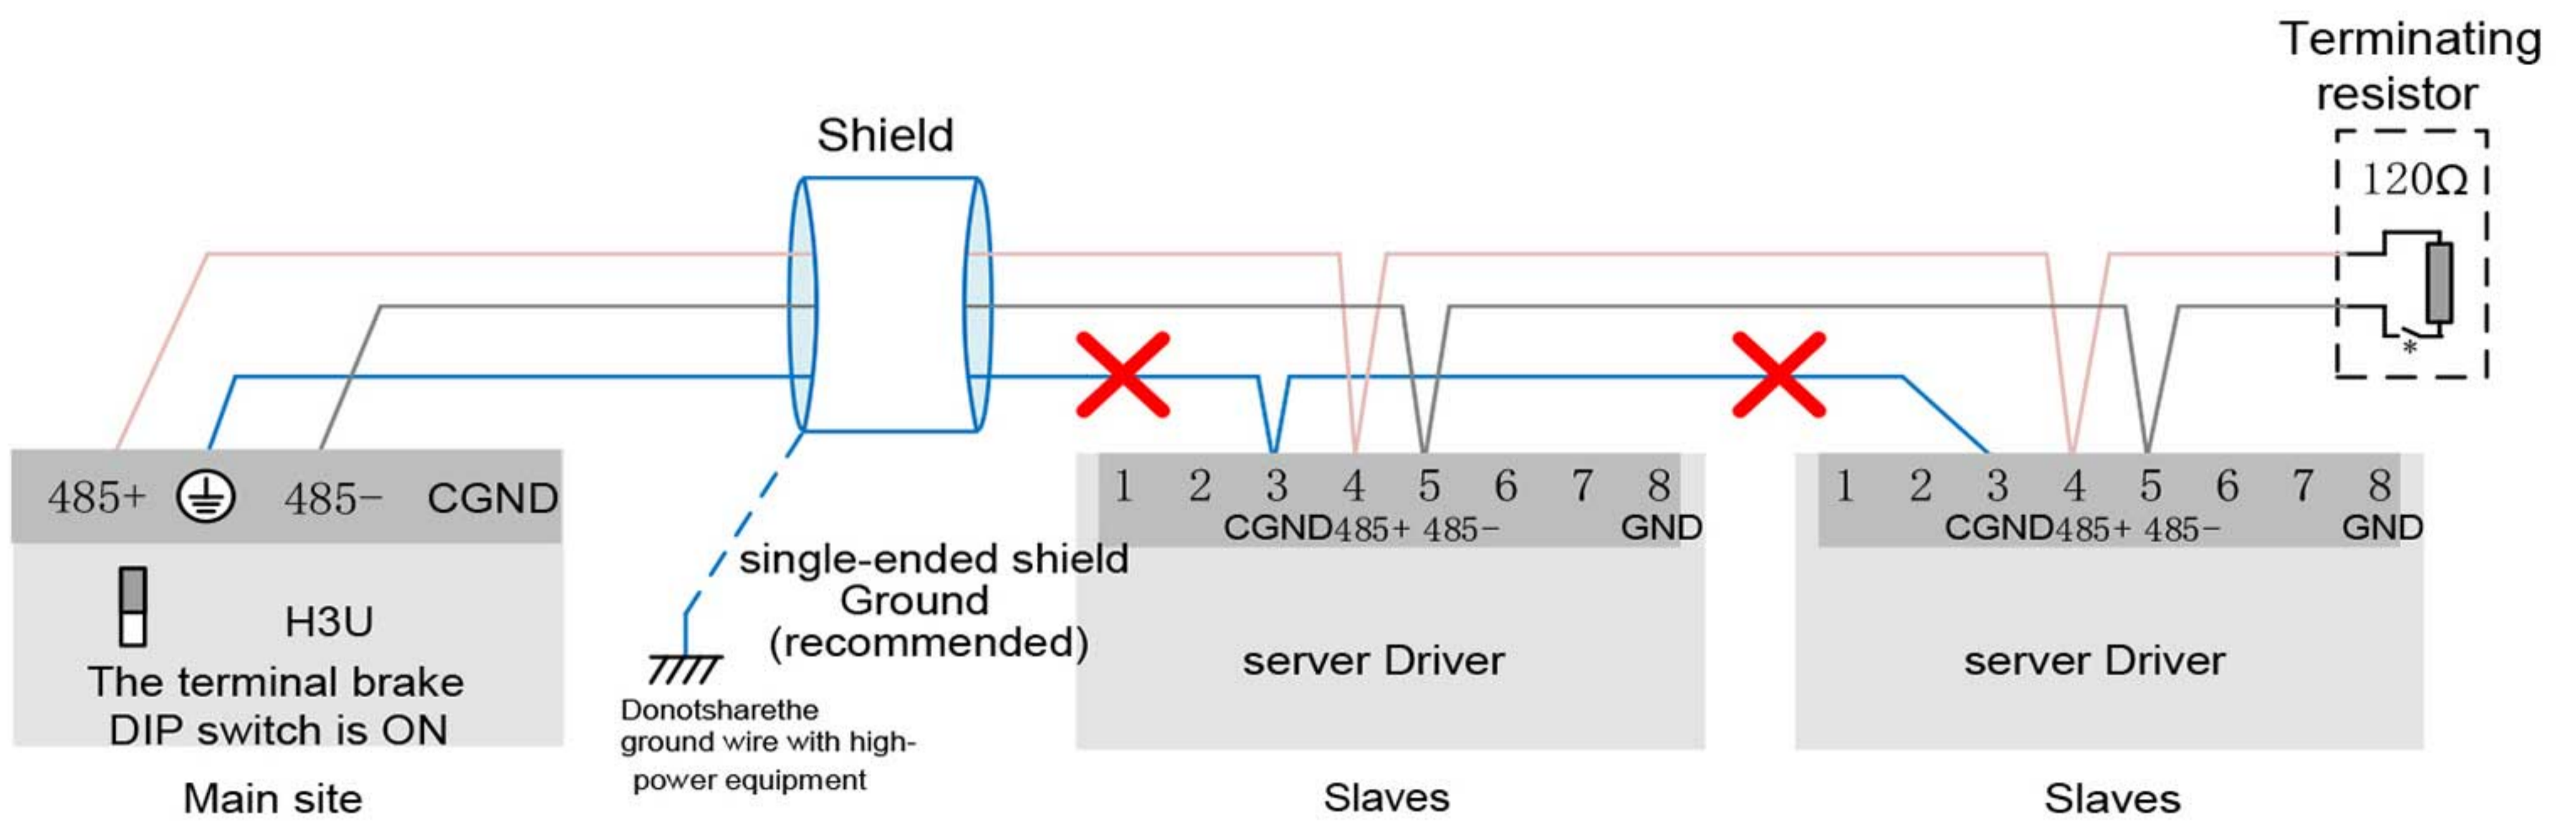 Terminating
resistor
120Ω
*
Shield
485+ 485− CGND
H3U
The terminal brake
DIP switch is ON
Main site
single-ended shield
Ground
(recommended)
Donotsharethe
ground wire with high-
power equipment
1 2 3 4 5 6 7 8
CGND485+ 485− GND
server Driver
Slaves
1 2 3 4 5 6 7 8
CGND485+ 485− GND
server Driver
Slaves